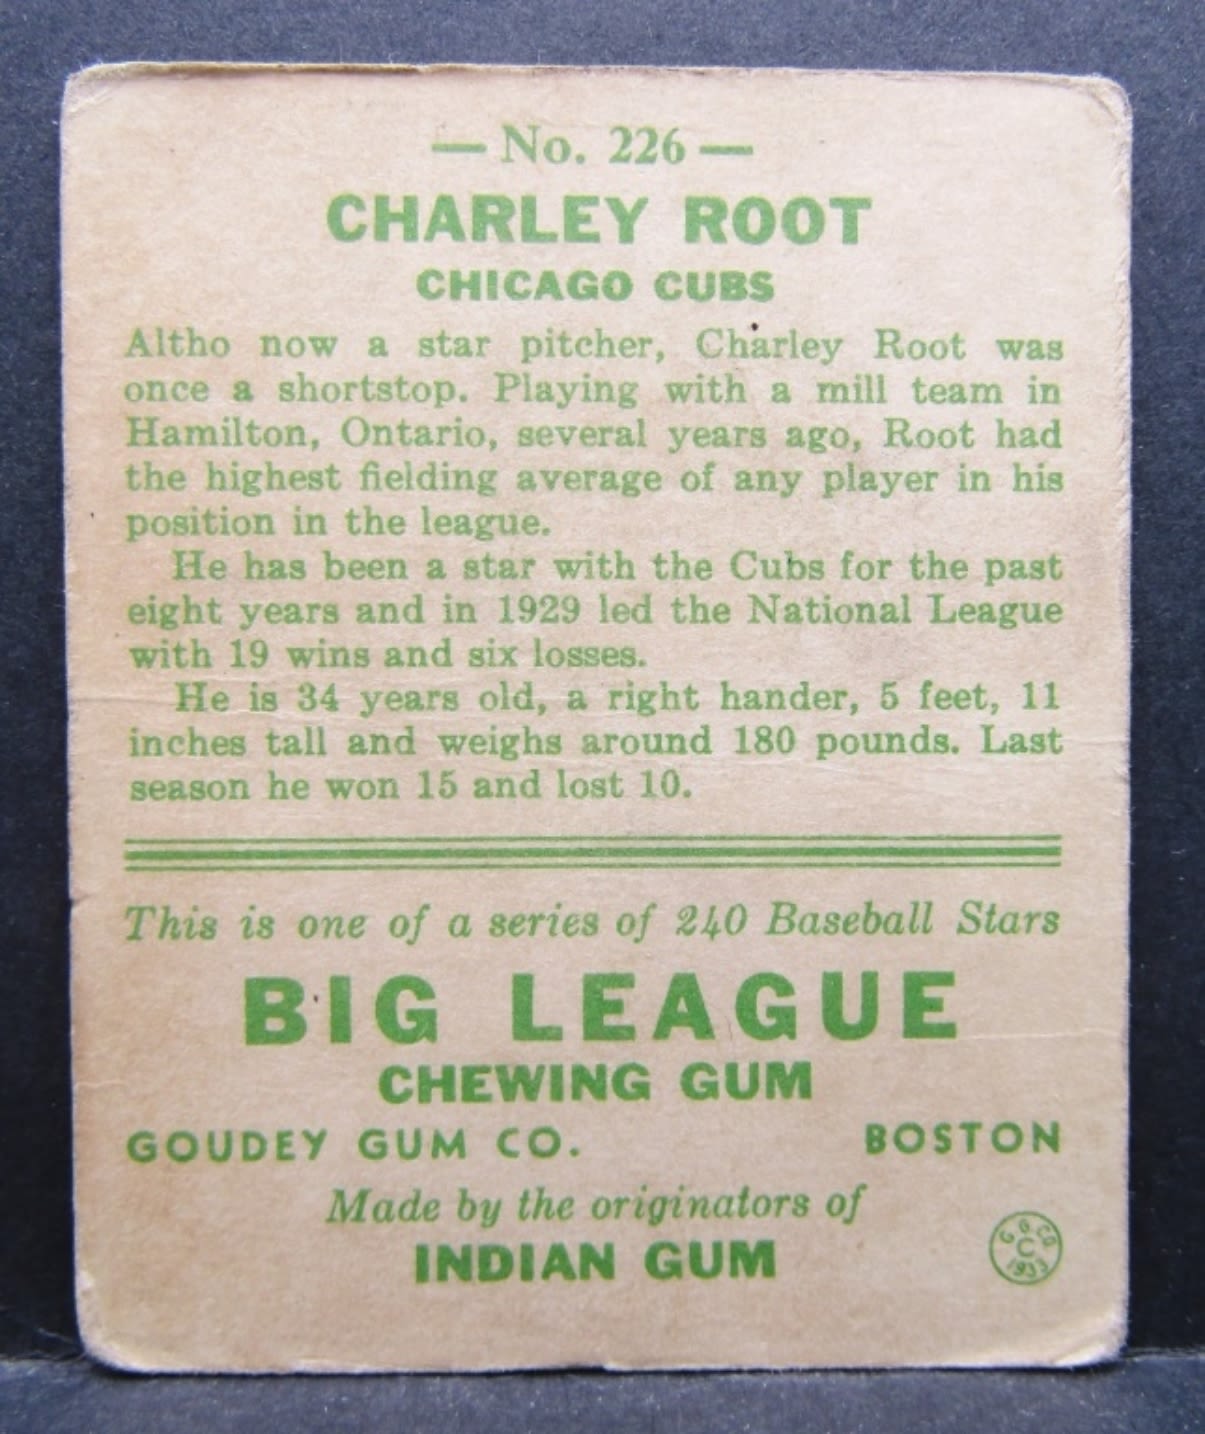 — No. 226 —
CHARLEY ROOT
CHICAGO CUBS
Altho now a star pitcher, Charley Root was
once a shortstop. Playing with a mill team in
Hamilton, Ontario, several years ago, Root had
the highest fielding average of any player in his
position in the league.
He has been a star with the Cubs for the past
eight years and in 1929 led the National League
with 19 wins and six losses.
He is 34 years old, a right hander, 5 feet, 11
inches tall and weighs around 180 pounds. Last
season he won 15 and lost 10.
This is one of a series of 240 Baseball Stars
BIG LEAGUE
CHEWING GUM
GOUDEY GUM CO. BOSTON
Made by the originators of
INDIAN GUM
G. G. CO
C
1933